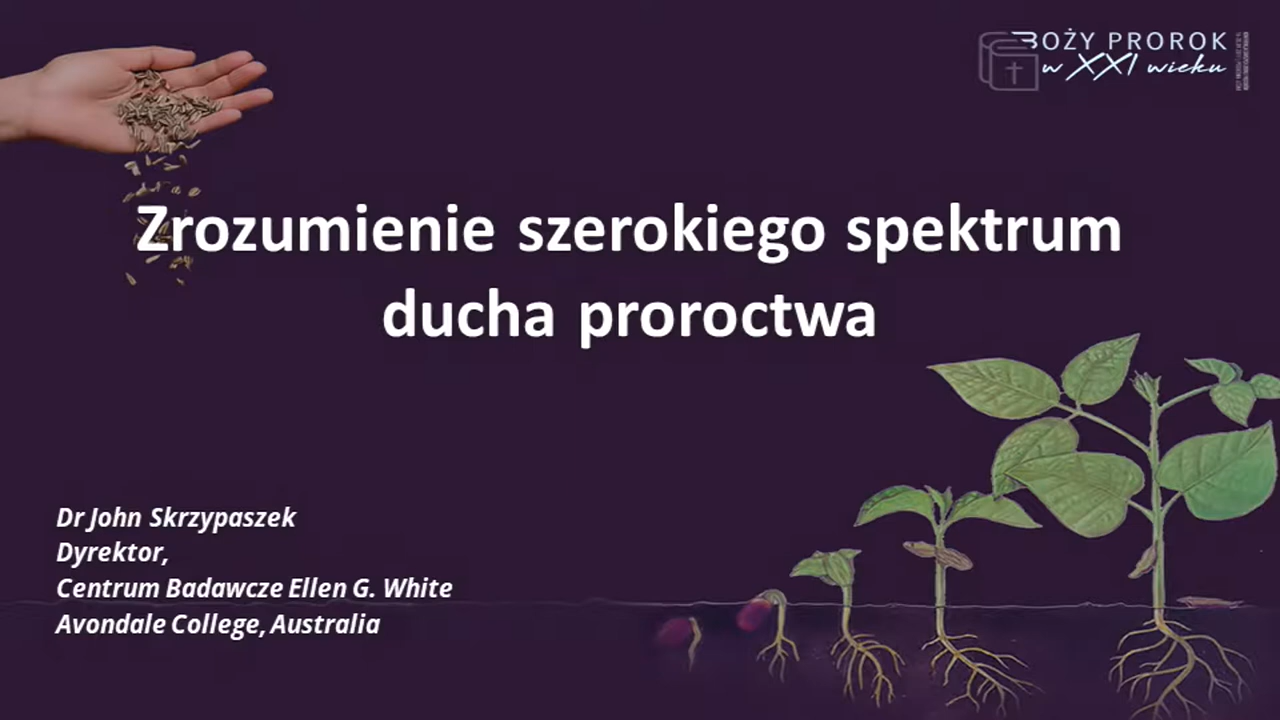 BOŻY PROROK
w XXI wieku
Zrozumienie szerokiego spektrum
ducha proroctwa
Dr John Skrzypaszek
Dyrektor,
Centrum Badawcze Ellen G. White
Avondale College, Australia